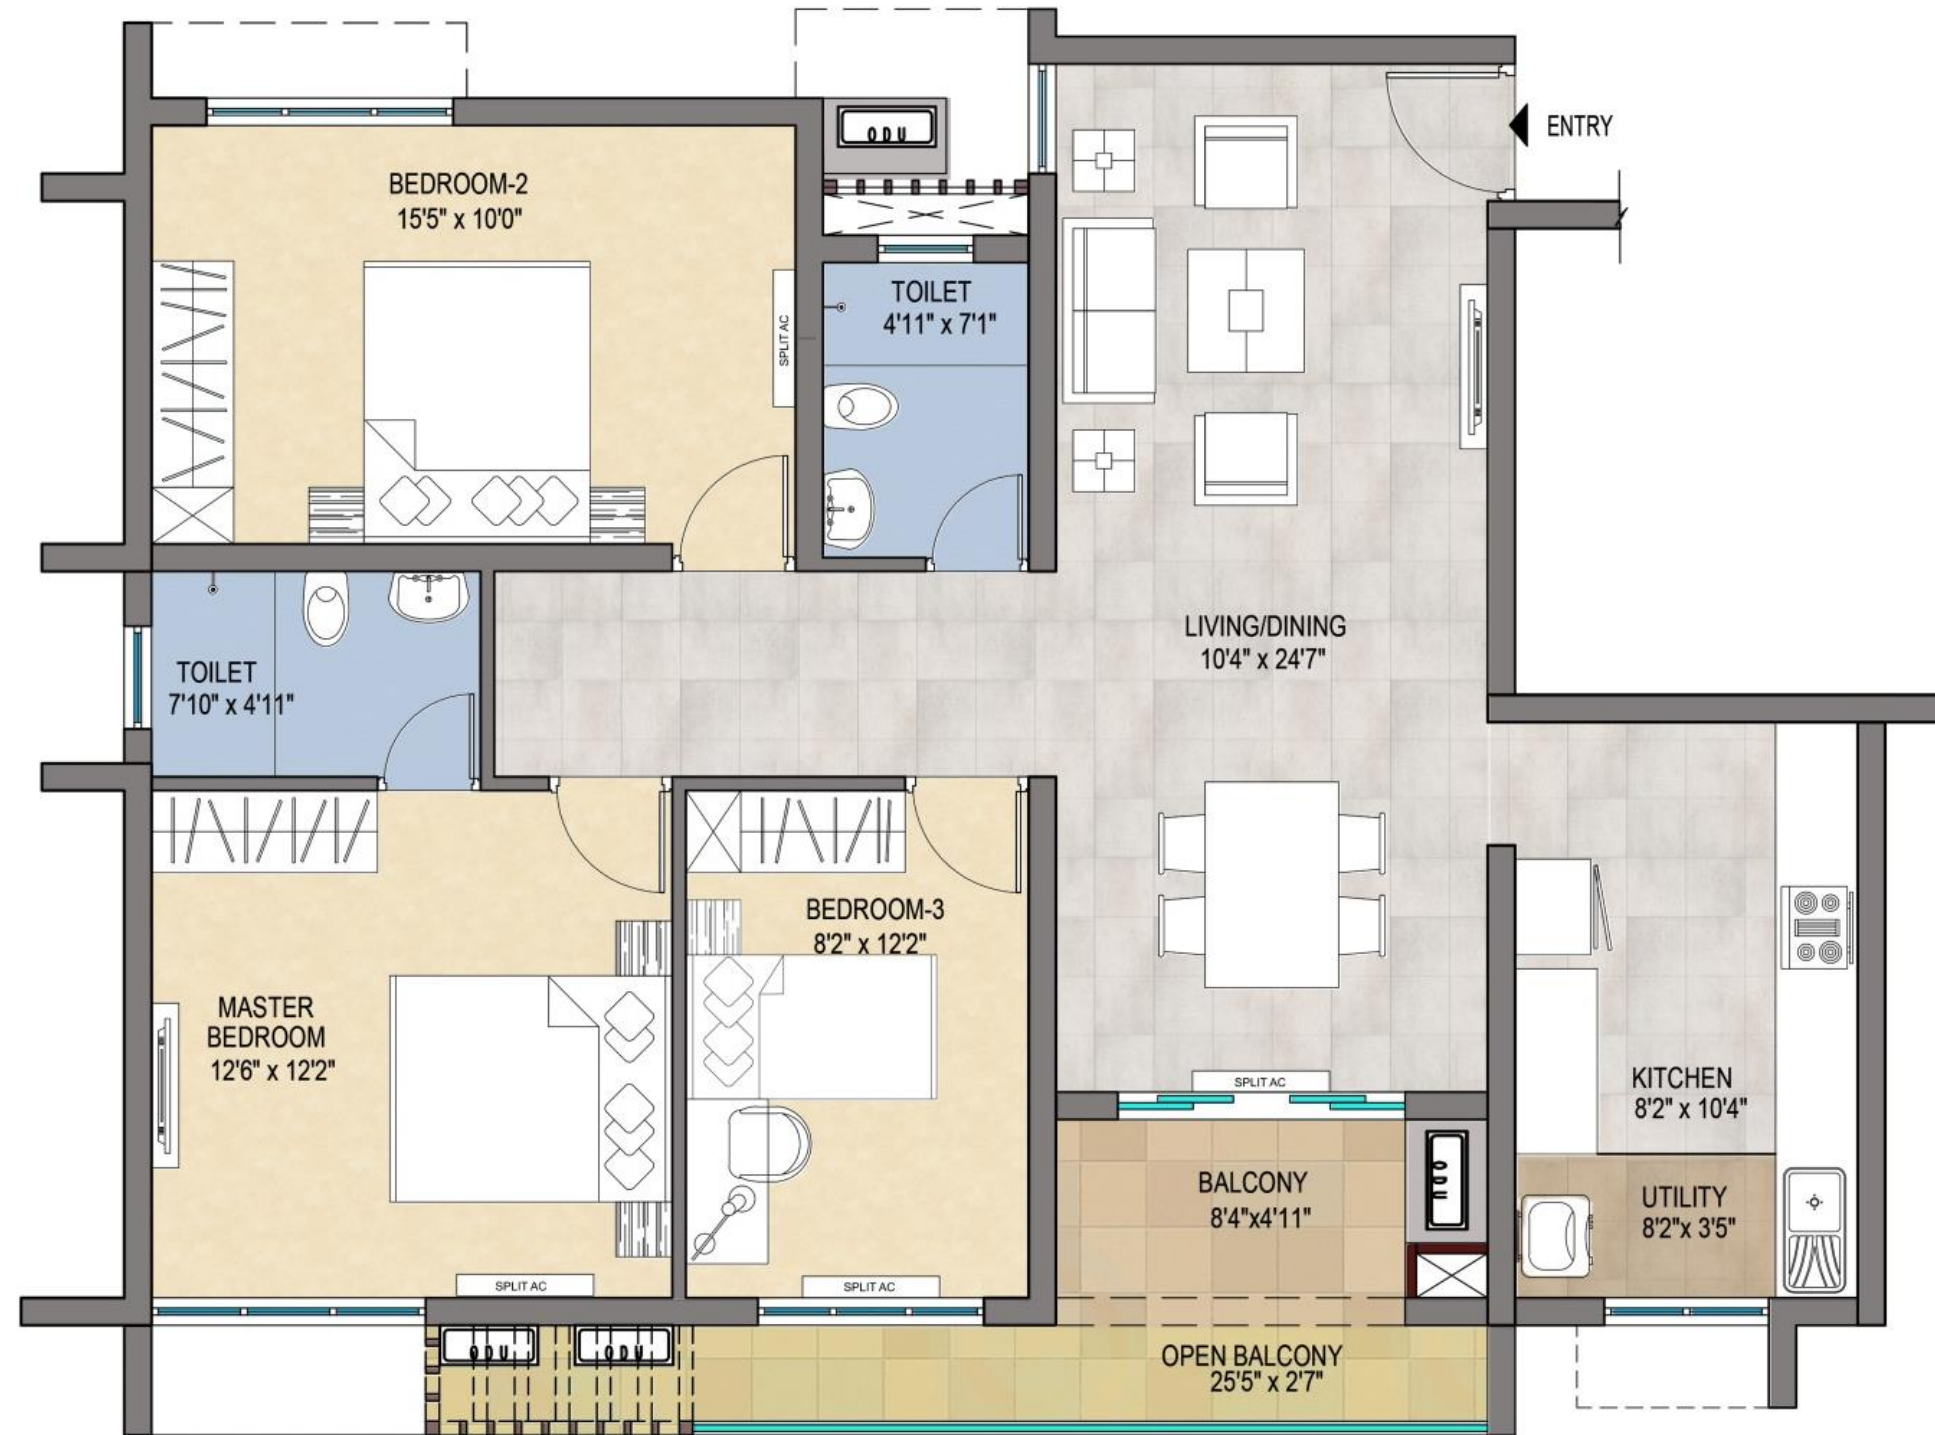 ODU
ENTRY
BEDROOM-2
15'5" x 10'0"
SPLIT AC
TOILET
4'11" x 7'1"
LIVING/DINING
10'4" x 24'7"
TOILET
7'10" x 4'11"
BEDROOM-3
8'2" x 12'2"
MASTER
BEDROOM
12'6" x 12'2"
SPLIT AC
KITCHEN
8'2" x 10'4"
BALCONY
8'4"x4'11"
ODU
UTILITY
8'2"x 3'5"
SPLIT AC
SPLIT AC
ODU
ODU
OPEN BALCONY
25'5" x 2'7"